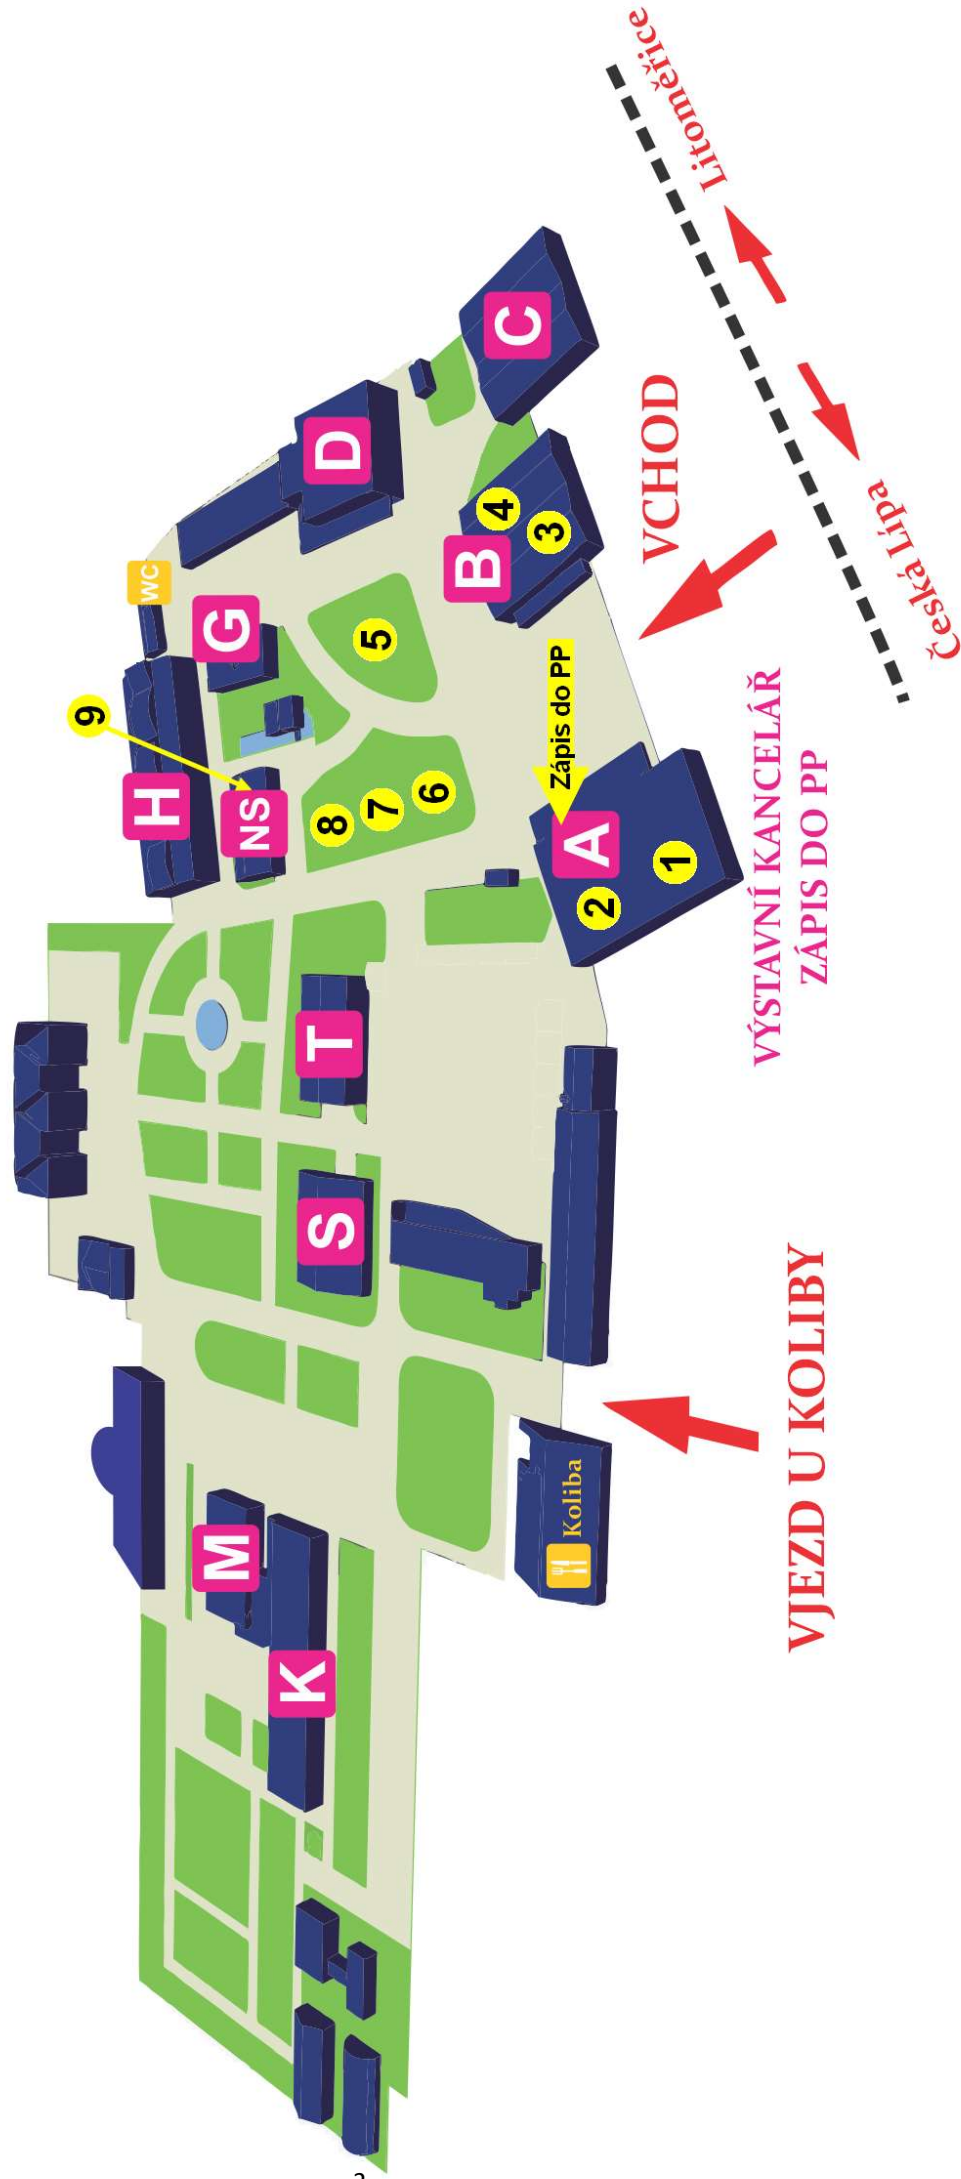 9
H
WC
M
NS
G
K
S
T
8
D
7
5
6
B
4
C
3
Koliba
A
Zápis do PP
2
1
VCHOD
Litoměřice
VÝSTAVNÍ KANCELÁŘ
ZÁPIS DO PP
VJEZD U KOLIBY
Česká Lípa